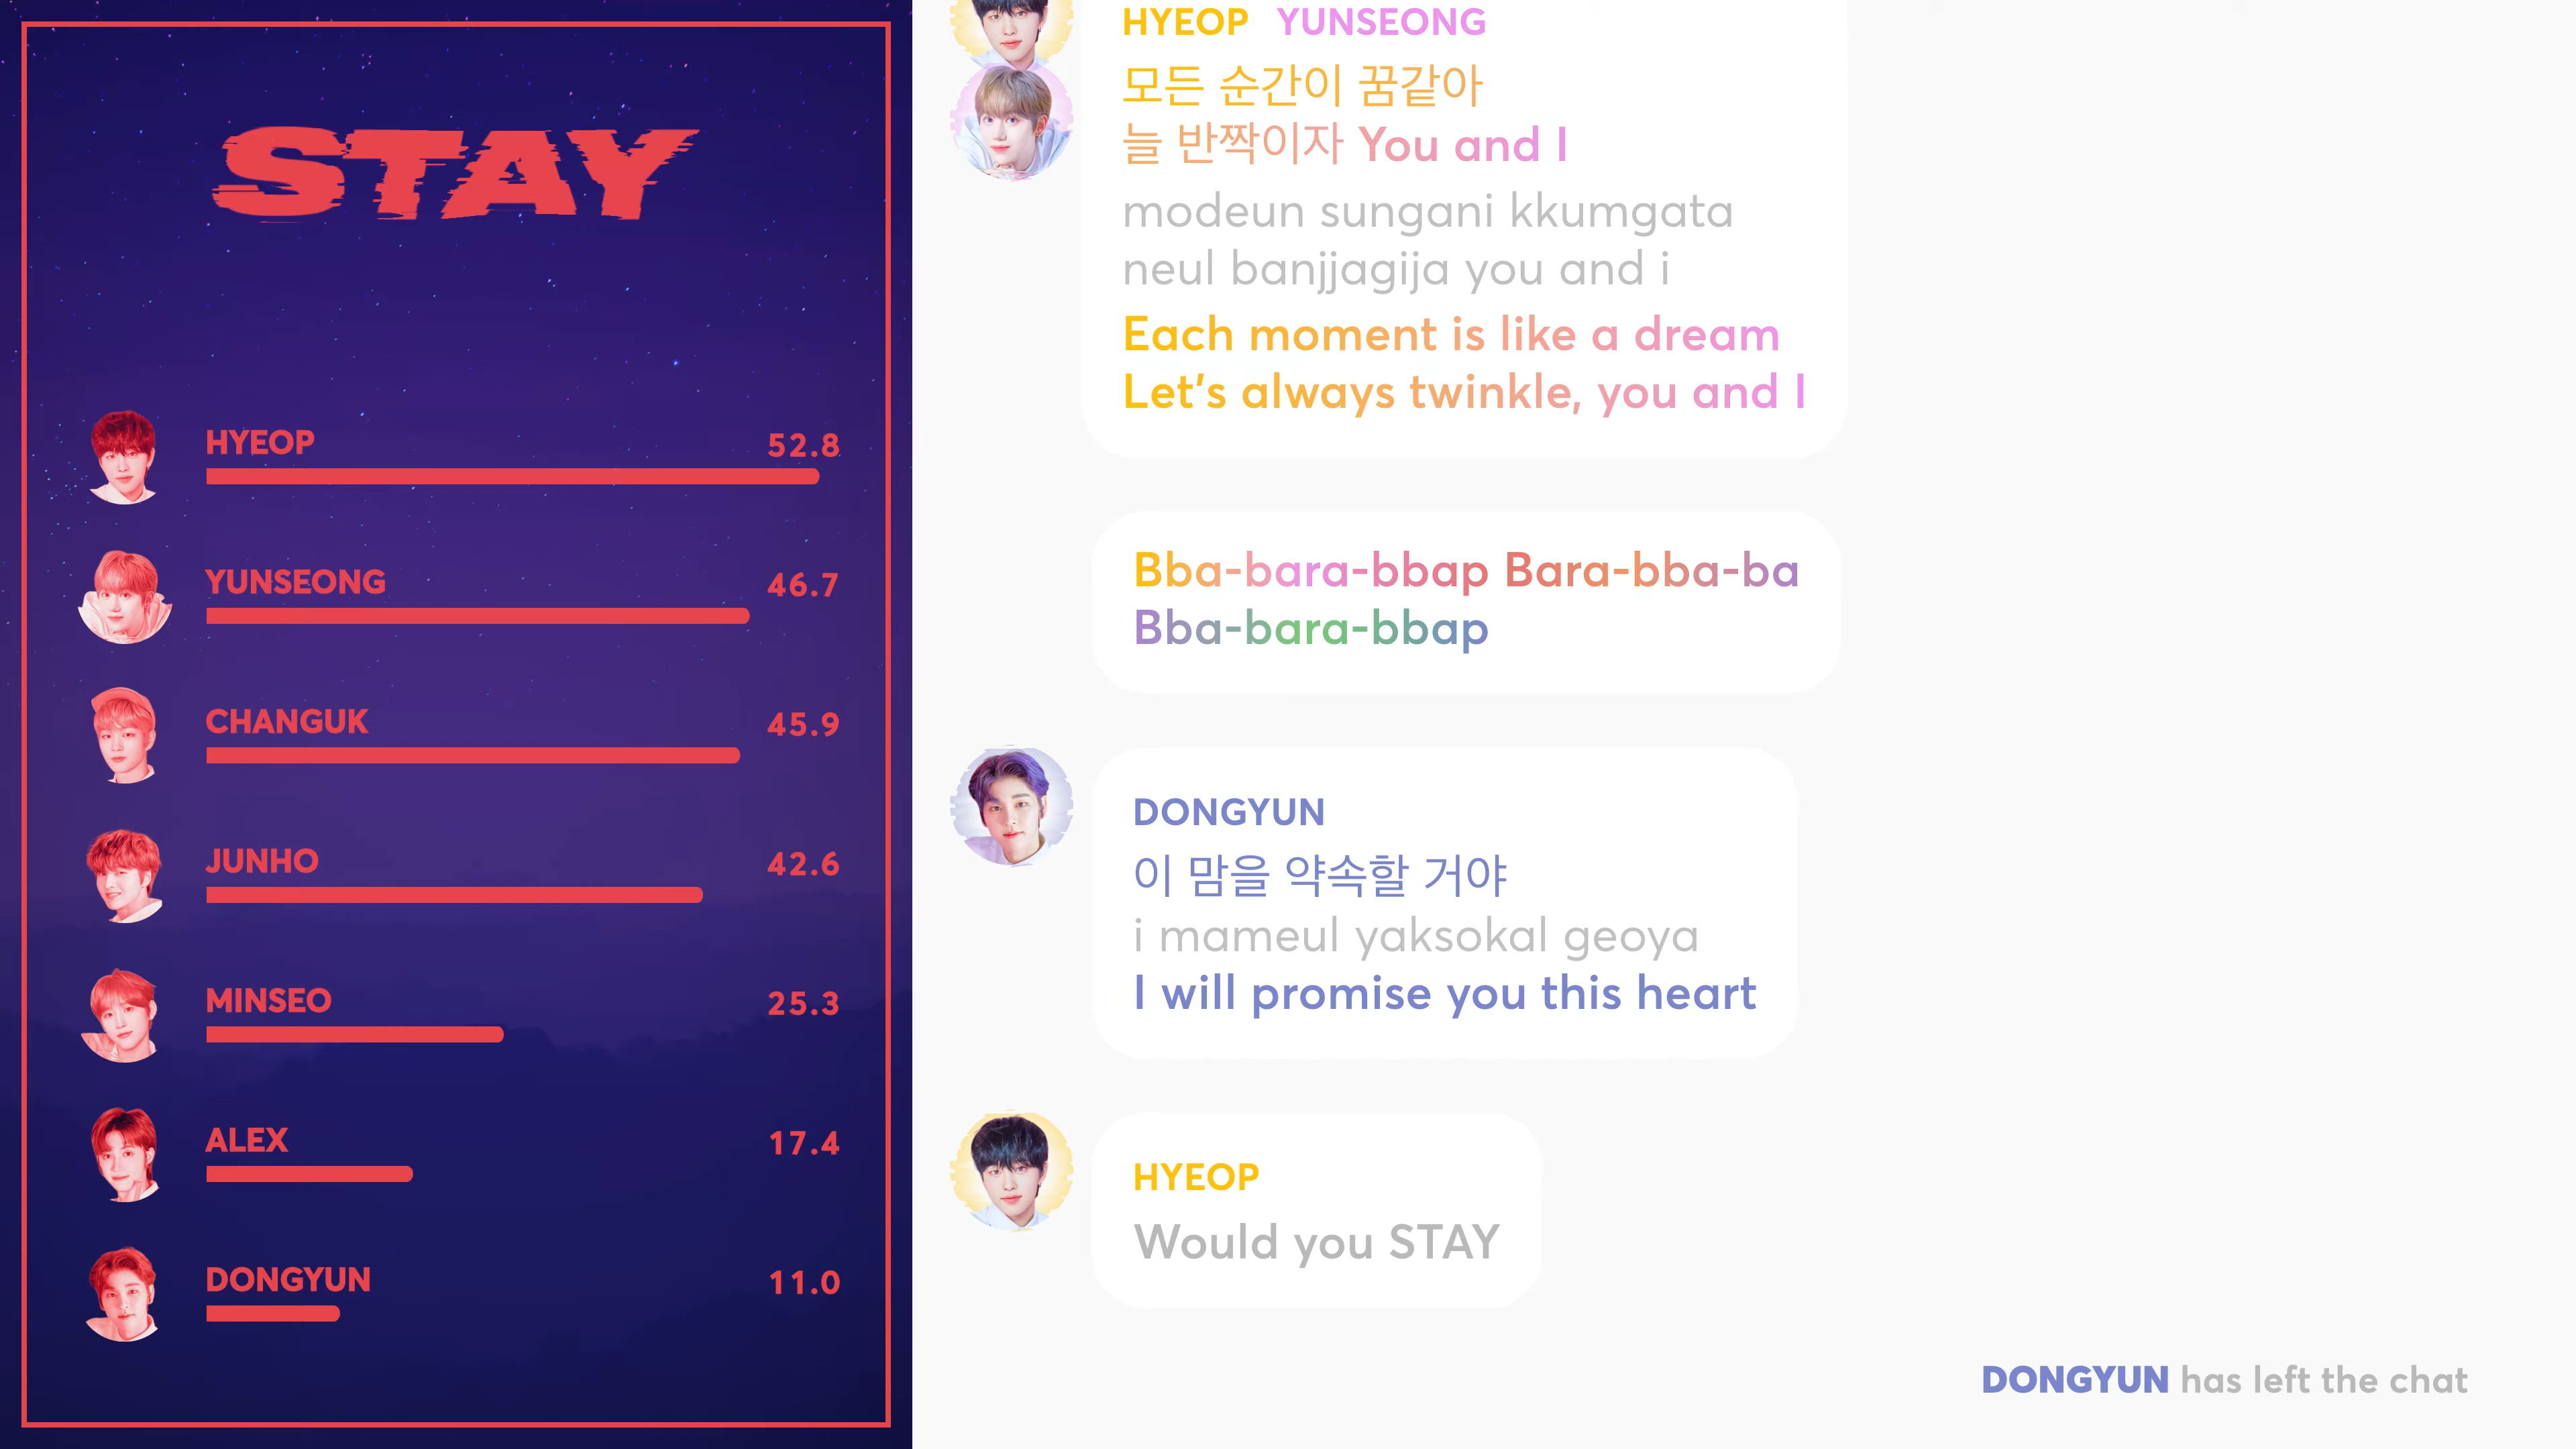 STAY
HYEOP
52.8
YUNSEONG
46.7
CHANGUK
45.9
JUNHO
42.6
MINSEO
25.3
ALEX
17.4
DONGYUN
11.0
HYEOP YUNSEONG
모든 순간이 꿈같아
늘 반짝이자 You and I
modeun sungani kkumgata
neul banjjagija you and i
Each moment is like a dream
Let's always twinkle, you and I
Bba-bara-bbap Bara-bba-ba
Bba-bara-bbap
DONGYUN
이 맘을 약속할 거야
i mameul yaksokal geoya
I will promise you this heart
HYEOP
Would you STAY
DONGYUN has left the chat